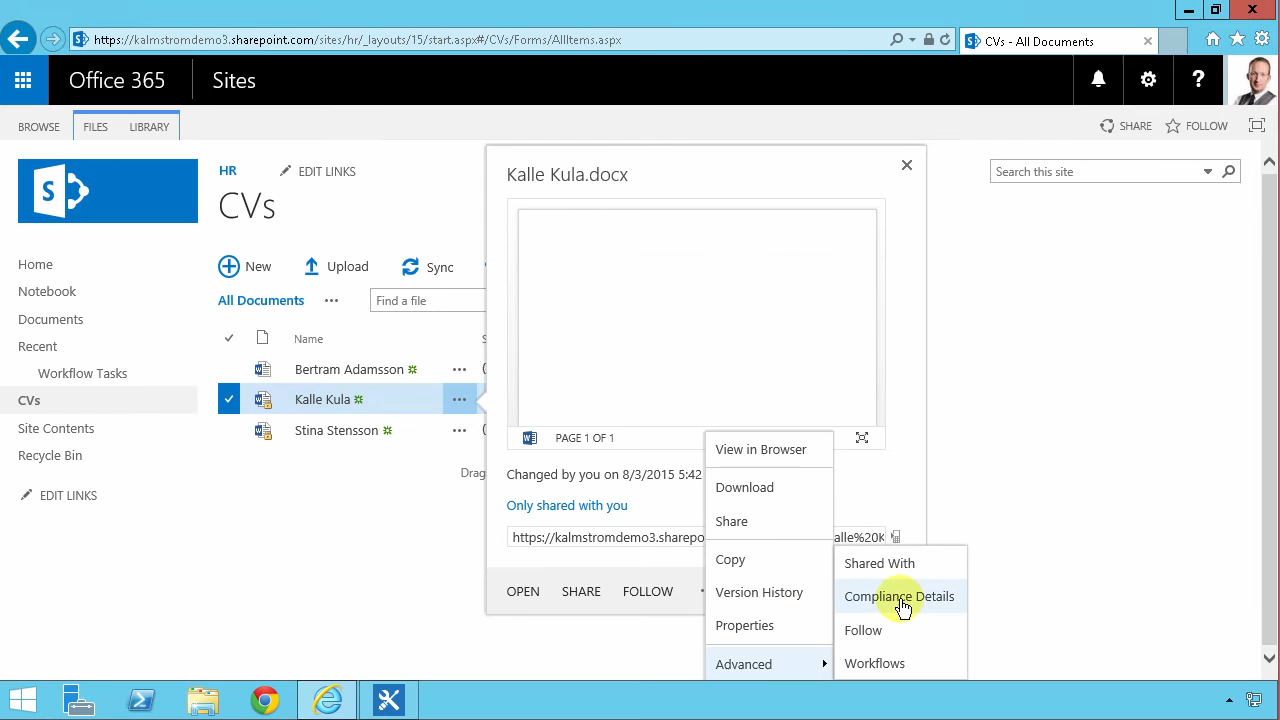 https://kalmstromdemo3.sharepoint.com/sites/hr/_layouts/15/start.aspx#/CVs/Forms/AllItems.aspx
CVs - All Documents
Office 365
Sites
?
BROWSE
FILES
LIBRARY
SHARE
FOLLOW
HR
EDIT LINKS
CVs
Search this site
Home
Notebook
Documents
Recent
Workflow Tasks
CVs
Site Contents
Recycle Bin
EDIT LINKS
New
Upload
Sync
All Documents
Find a file
Name
Bertram Adamsson
Kalle Kula
Stina Stensson
Drag
Kalle Kula.docx
PAGE 1 OF 1
Changed by you on 8/3/2015 5:42
Only shared with you
https://kalmstromdemo3.sharepo
alle%20K
OPEN
SHARE
FOLLOW
View in Browser
Download
Share
Copy
Version History
Properties
Advanced
Shared With
Compliance Details
Follow
Workflows